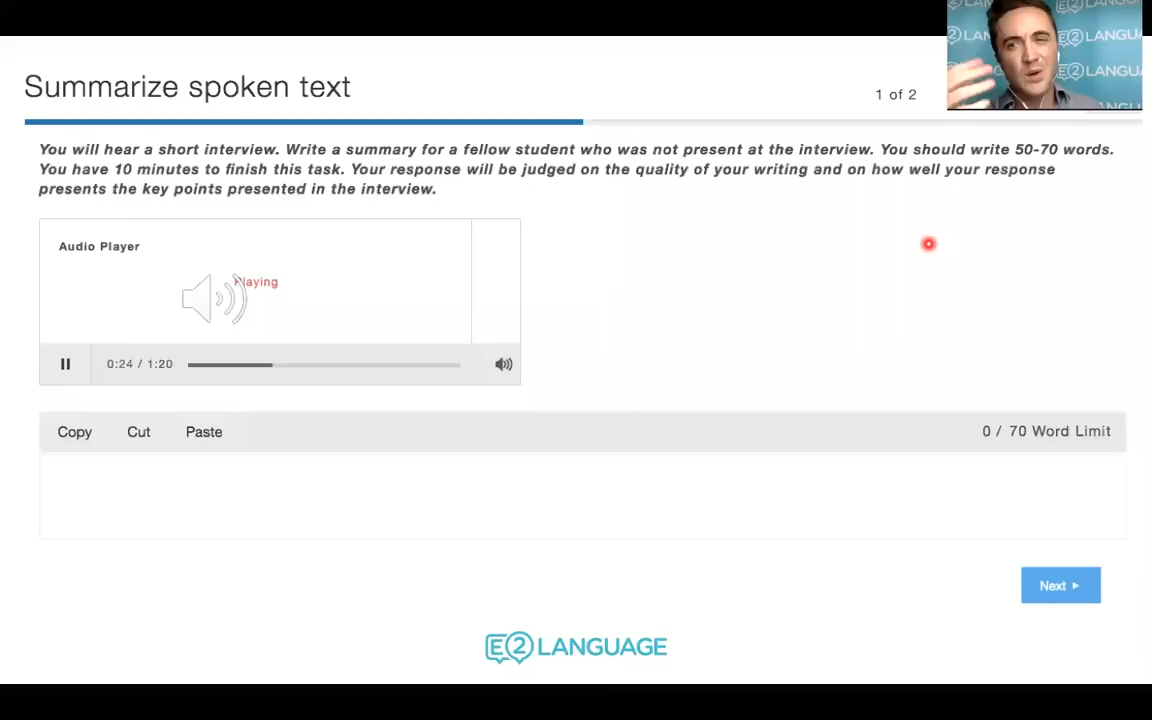 Summarize spoken text
1 of 2
You will hear a short interview. Write a summary for a fellow student who was not present at the interview. You should write 50-70 words.
You have 10 minutes to finish this task. Your response will be judged on the quality of your writing and on how well your response
presents the key points presented in the interview.
Audio Player
Playing
0:24 / 1:20
Copy Cut Paste
0 / 70 Word Limit
Next
E2 LANGUAGE